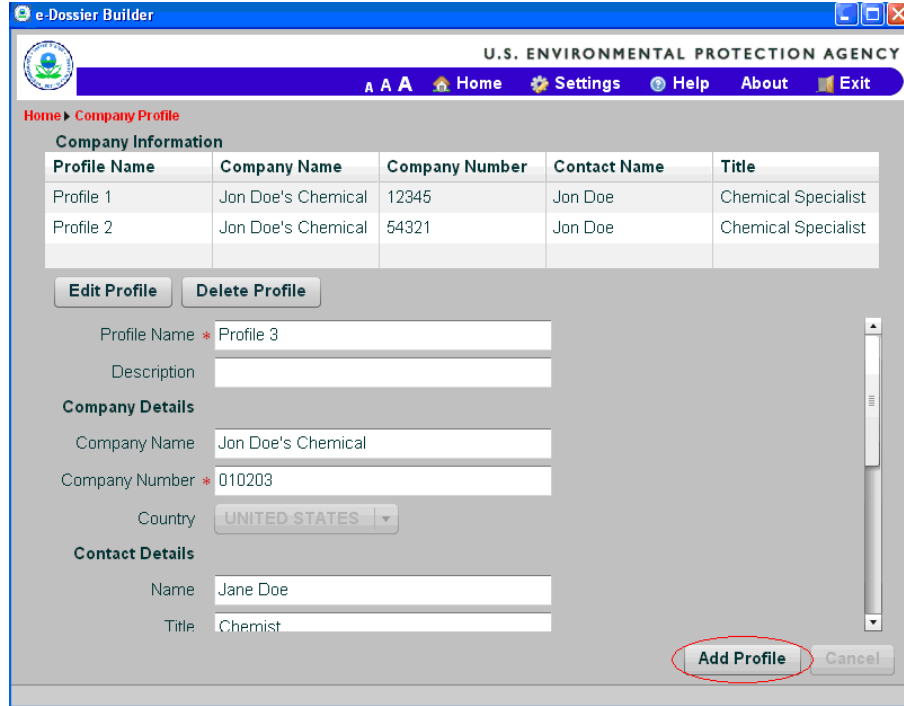 e-Dossier Builder
U.S. ENVIRONMENTAL PROTECTION AGENCY
A A A Home Settings Help About Exit
Home Company Profile
Company Information
Profile Name Company Name Company Number Contact Name Title
Profile 1 Jon Doe's Chemical 12345 Jon Doe Chemical Specialist
Profile 2 Jon Doe's Chemical 54321 Jon Doe Chemical Specialist
Edit Profile Delete Profile
Profile Name * Profile 3
Description
Company Details
Company Name Jon Doe's Chemical
Company Number * 010203
Country UNITED STATES
Contact Details
Name Jane Doe
Title Chemist
Add Profile Cancel